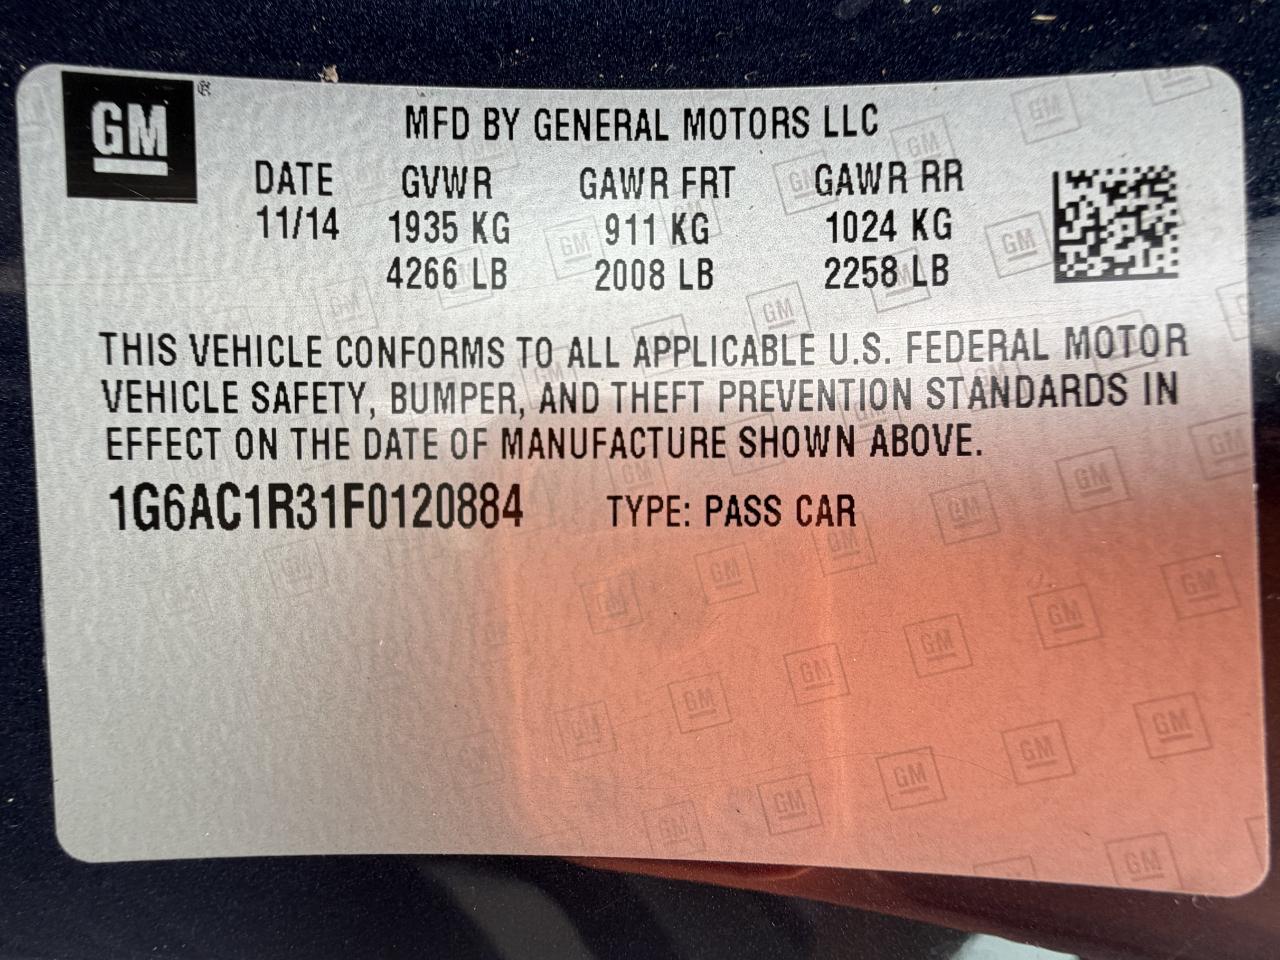 GM ®
MFD BY GENERAL MOTORS LLC
DATE GVWR GAWR FRT GAWR RR
11/14 1935 KG 911 KG 1024 KG
4266 LB 2008 LB 2258 LB
THIS VEHICLE CONFORMS TO ALL APPLICABLE U.S. FEDERAL MOTOR
VEHICLE SAFETY, BUMPER, AND THEFT PREVENTION STANDARDS IN
EFFECT ON THE DATE OF MANUFACTURE SHOWN ABOVE.
1G6AC1R31F0120884 TYPE: PASS CAR